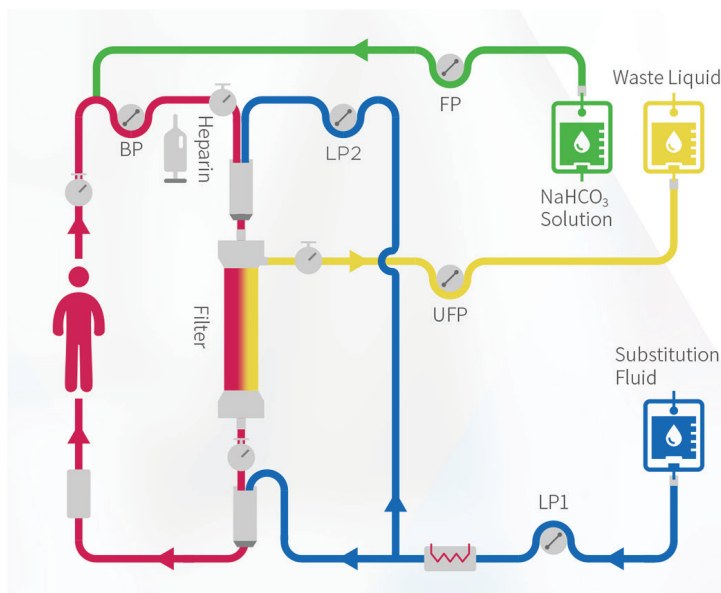 FP
Waste Liquid
BP
Heparin
LP2
NaHCO₃
Solution
UFP
Filter
Substitution
Fluid
LP1